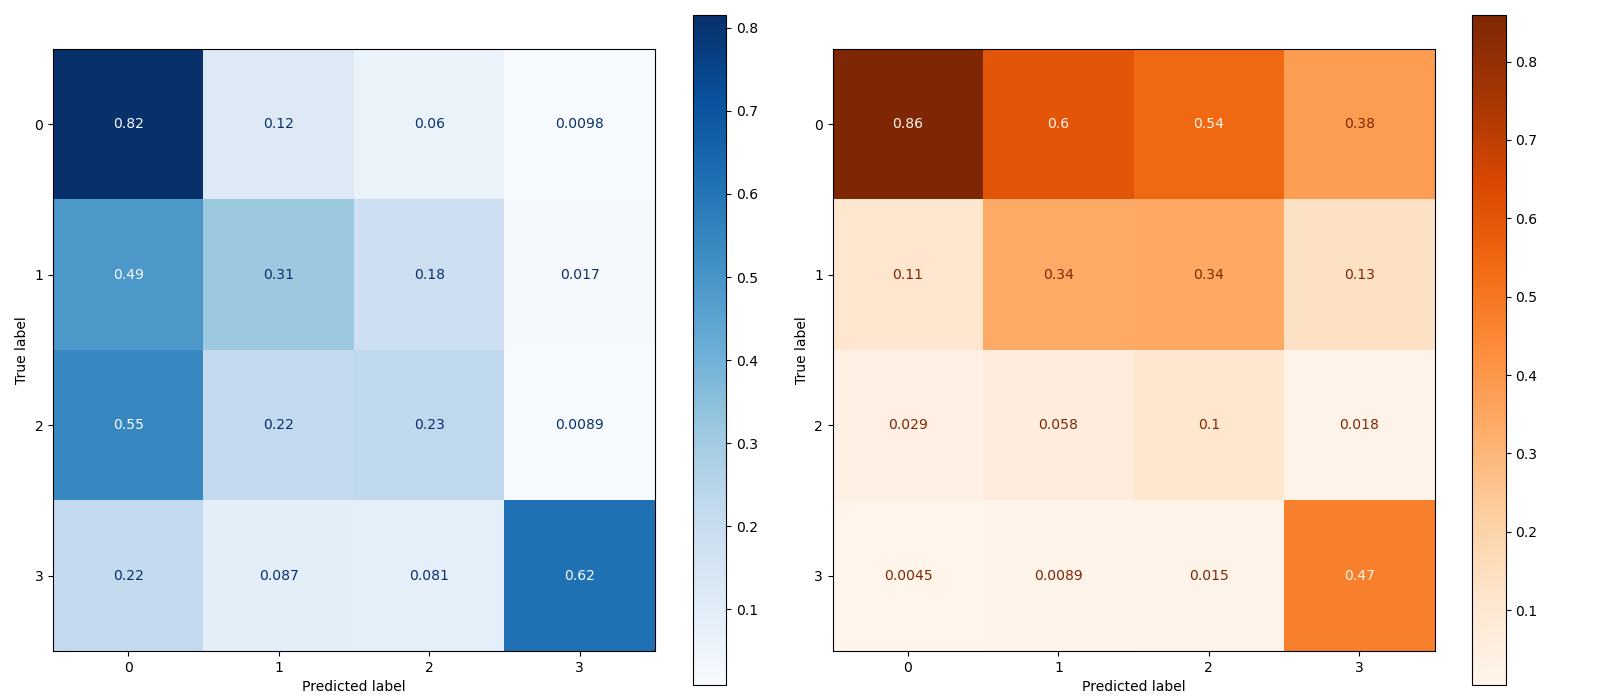 0.82 0.12 0.06 0.0098
0.49 0.31 0.18 0.017
0.55 0.22 0.23 0.0089
0.22 0.087 0.081 0.62
0
1
2
3
True label
0 1 2 3
Predicted label
0.8
0.7
0.6
0.5
0.4
0.3
0.2
0.1
0.86 0.6 0.54 0.38
0.11 0.34 0.34 0.13
0.029 0.058 0.1 0.018
0.0045 0.0089 0.015 0.47
0
1
2
3
True label
0 1 2 3
Predicted label
0.8
0.7
0.6
0.5
0.4
0.3
0.2
0.1